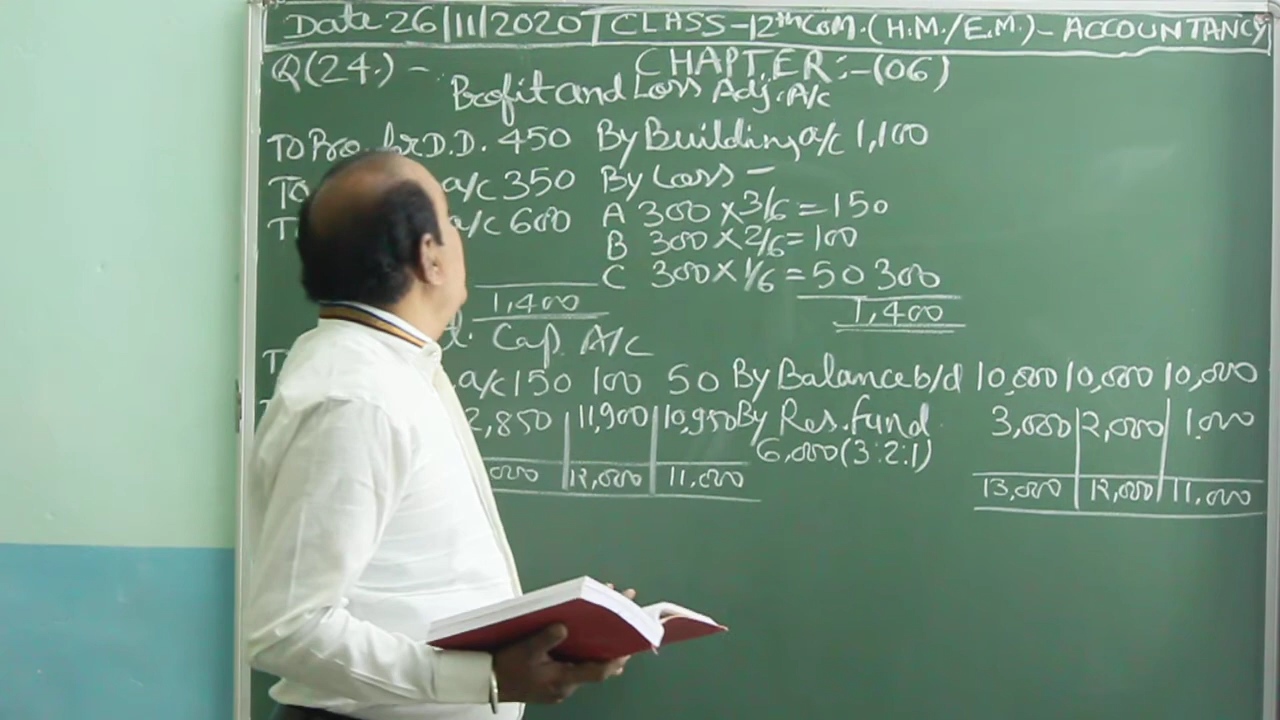 Date 26/11/2020 CLASS-12th Com. (H.M./E.M.) - ACCOUNTANCY
Q(24.) - CHAPTER:-(06)
Profit and Loss Adj. A/c
To Pro. for D.D. 450 By Building a/c 1,100
To a/c 350 By Loss -
a/c 600 A 300 × 3/6 = 150
B 300 × 2/6 = 100
C 300 × 1/6 = 50 300
1,400 1,400
Cap. A/c
a/c 150 100 50 By Balance b/d 10,000 10,000 10,000
2,850 11,900 10,950 By Res. fund 3,000 2,000 1,000
6,000 (3:2:1)
000 12,000 11,000 13,000 12,000 11,000